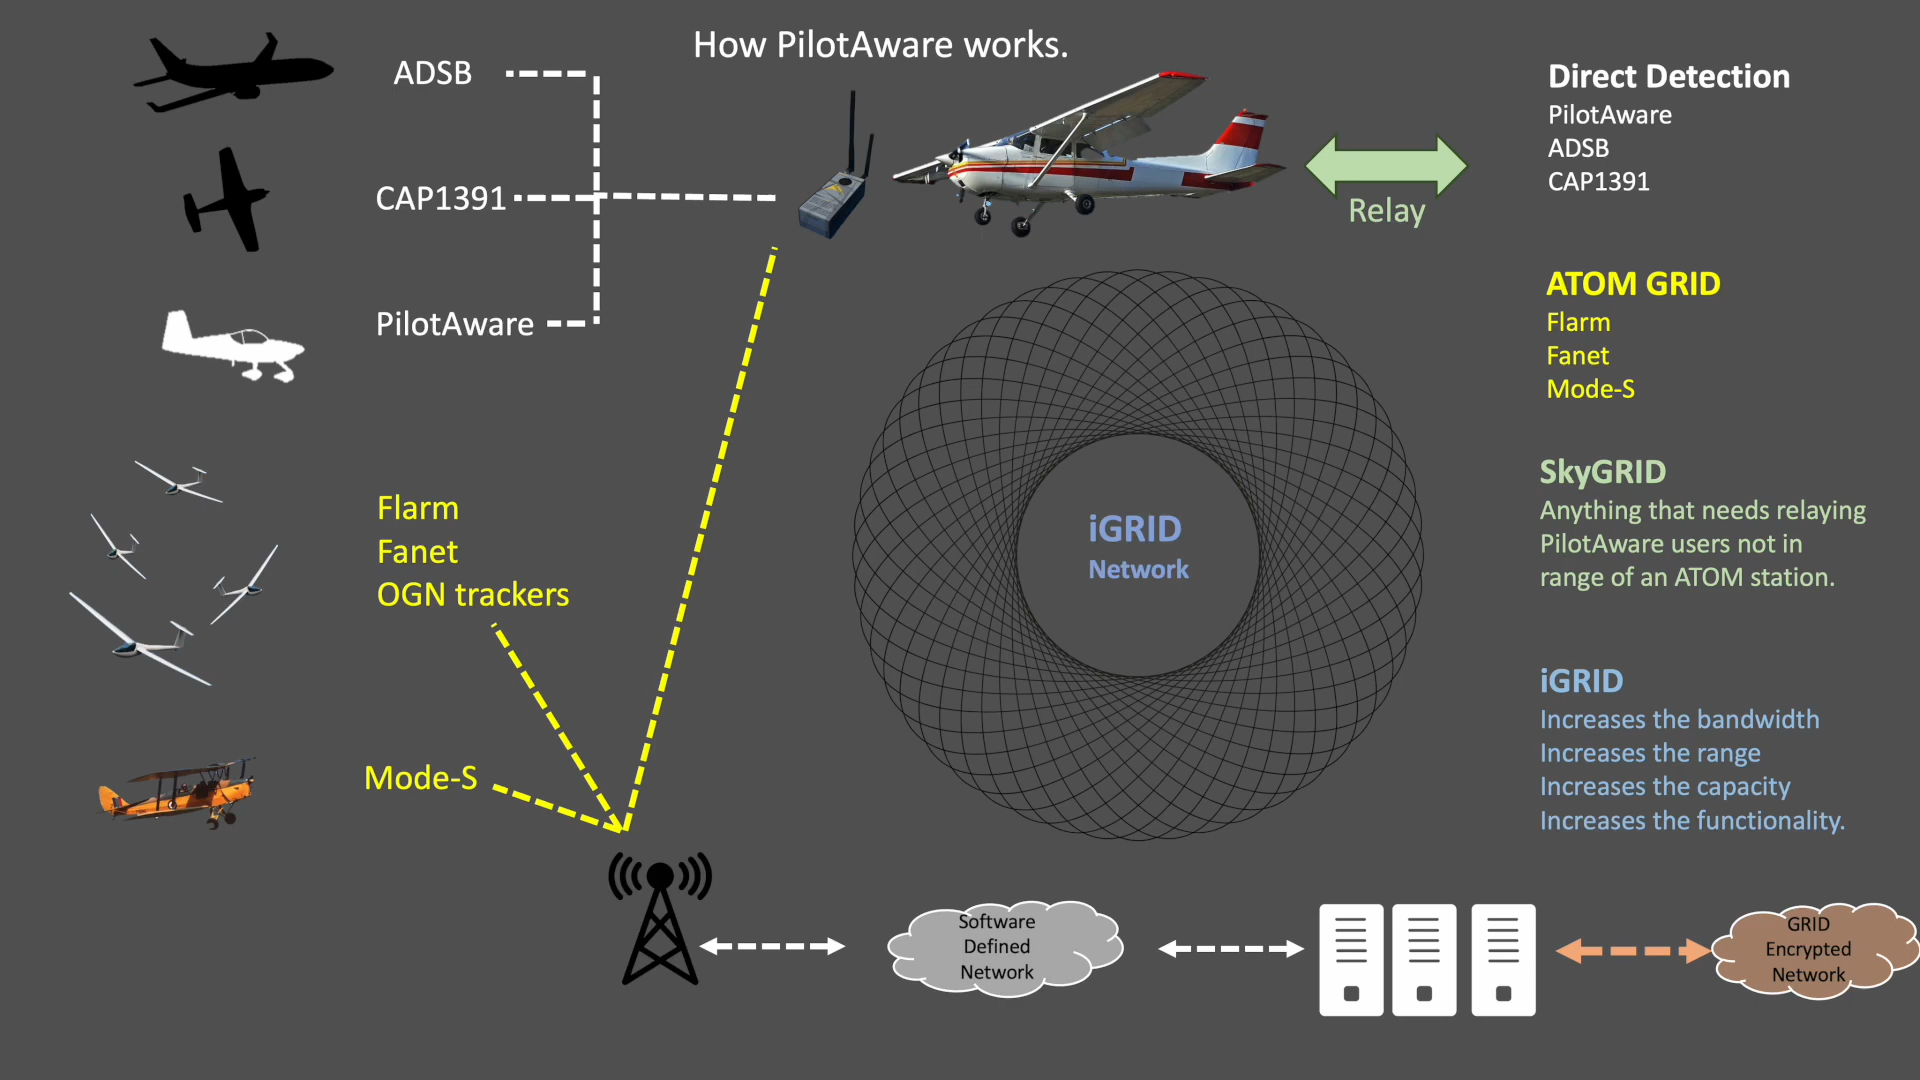 How PilotAware works.
ADSB
CAP1391
PilotAware
Flarm
Fanet
OGN trackers
Mode-S
Relay
Direct Detection
PilotAware
ADSB
CAP1391
ATOM GRID
Flarm
Fanet
Mode-S
SkyGRID
Anything that needs relaying
PilotAware users not in
range of an ATOM station.
iGRID
Network
iGRID
Increases the bandwidth
Increases the range
Increases the capacity
Increases the functionality.
Software
Defined
Network
GRID
Encrypted
Network